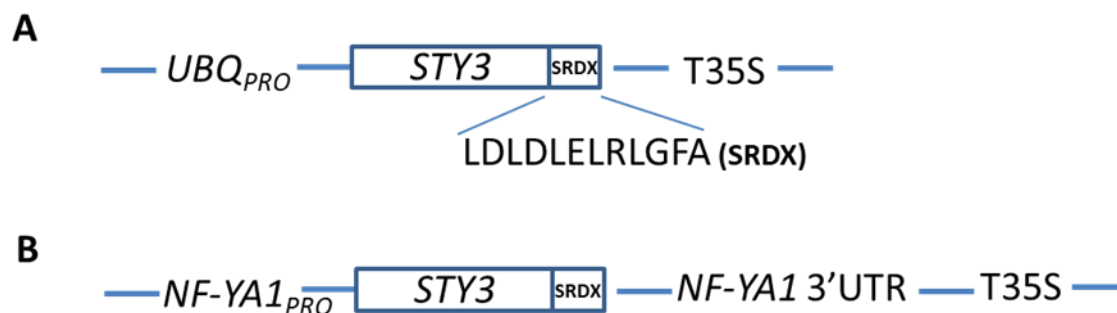 A
UBQPRO STY3 SRDX T35S
LDLDLELRLGFA (SRDX)
B
NF-YA1PRO STY3 SRDX NF-YA1 3’UTR T35S